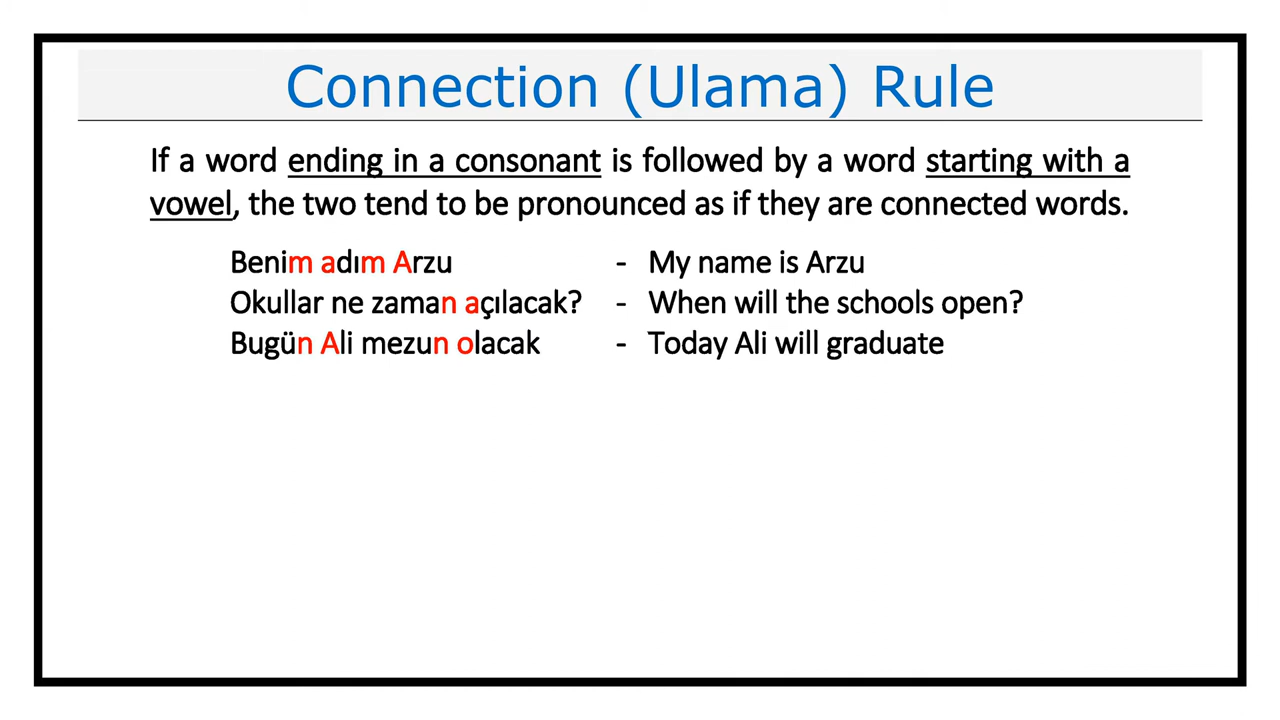 Connection (Ulama) Rule
If a word ending in a consonant is followed by a word starting with a
vowel, the two tend to be pronounced as if they are connected words.
Benim adım Arzu - My name is Arzu
Okullar ne zaman açılacak? - When will the schools open?
Bugün Ali mezun olacak - Today Ali will graduate